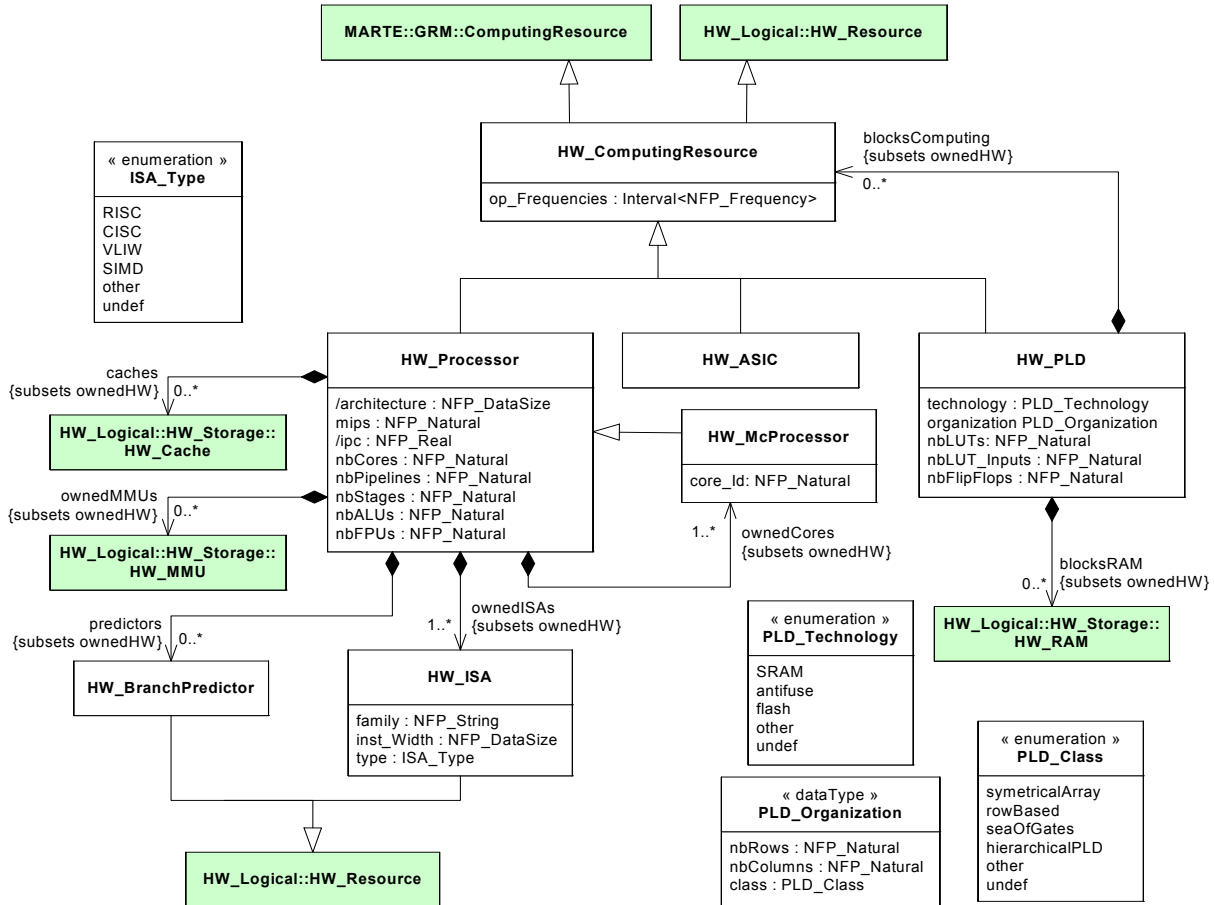 MARTE::GRM::ComputingResource
HW_Logical::HW_Resource
HW_ComputingResource
op_Frequencies : Interval<NFP_Frequency>
blocksComputing
{subsets ownedHW}
0..*
« enumeration »
ISA_Type
RISC
CISC
VLIW
SIMD
other
undef
HW_Processor
/architecture : NFP_DataSize
mips : NFP_Natural
/ipc : NFP_Real
nbCores : NFP_Natural
nbPipelines : NFP_Natural
nbStages : NFP_Natural
nbALUs : NFP_Natural
nbFPUs : NFP_Natural
HW_ASIC
HW_PLD
technology : PLD_Technology
organization PLD_Organization
nbLUTs: NFP_Natural
nbLUT_Inputs : NFP_Natural
nbFlipFlops : NFP_Natural
caches
{subsets ownedHW}
0..*
HW_Logical::HW_Storage::
HW_Cache
HW_McProcessor
core_Id: NFP_Natural
ownedMMUs
{subsets ownedHW}
0..*
HW_Logical::HW_Storage::
HW_MMU
1..*
ownedCores
{subsets ownedHW}
blocksRAM
{subsets ownedHW}
0..*
HW_Logical::HW_Storage::
HW_RAM
predictors
{subsets ownedHW}
0..*
HW_BranchPredictor
ownedISAs
{subsets ownedHW}
1..*
HW_ISA
family : NFP_String
inst_Width : NFP_DataSize
type : ISA_Type
« enumeration »
PLD_Technology
SRAM
antifuse
flash
other
undef
« enumeration »
PLD_Class
symetricalArray
rowBased
seaOfGates
hierarchicalPLD
other
undef
« dataType »
PLD_Organization
nbRows : NFP_Natural
nbColumns : NFP_Natural
class : PLD_Class
HW_Logical::HW_Resource